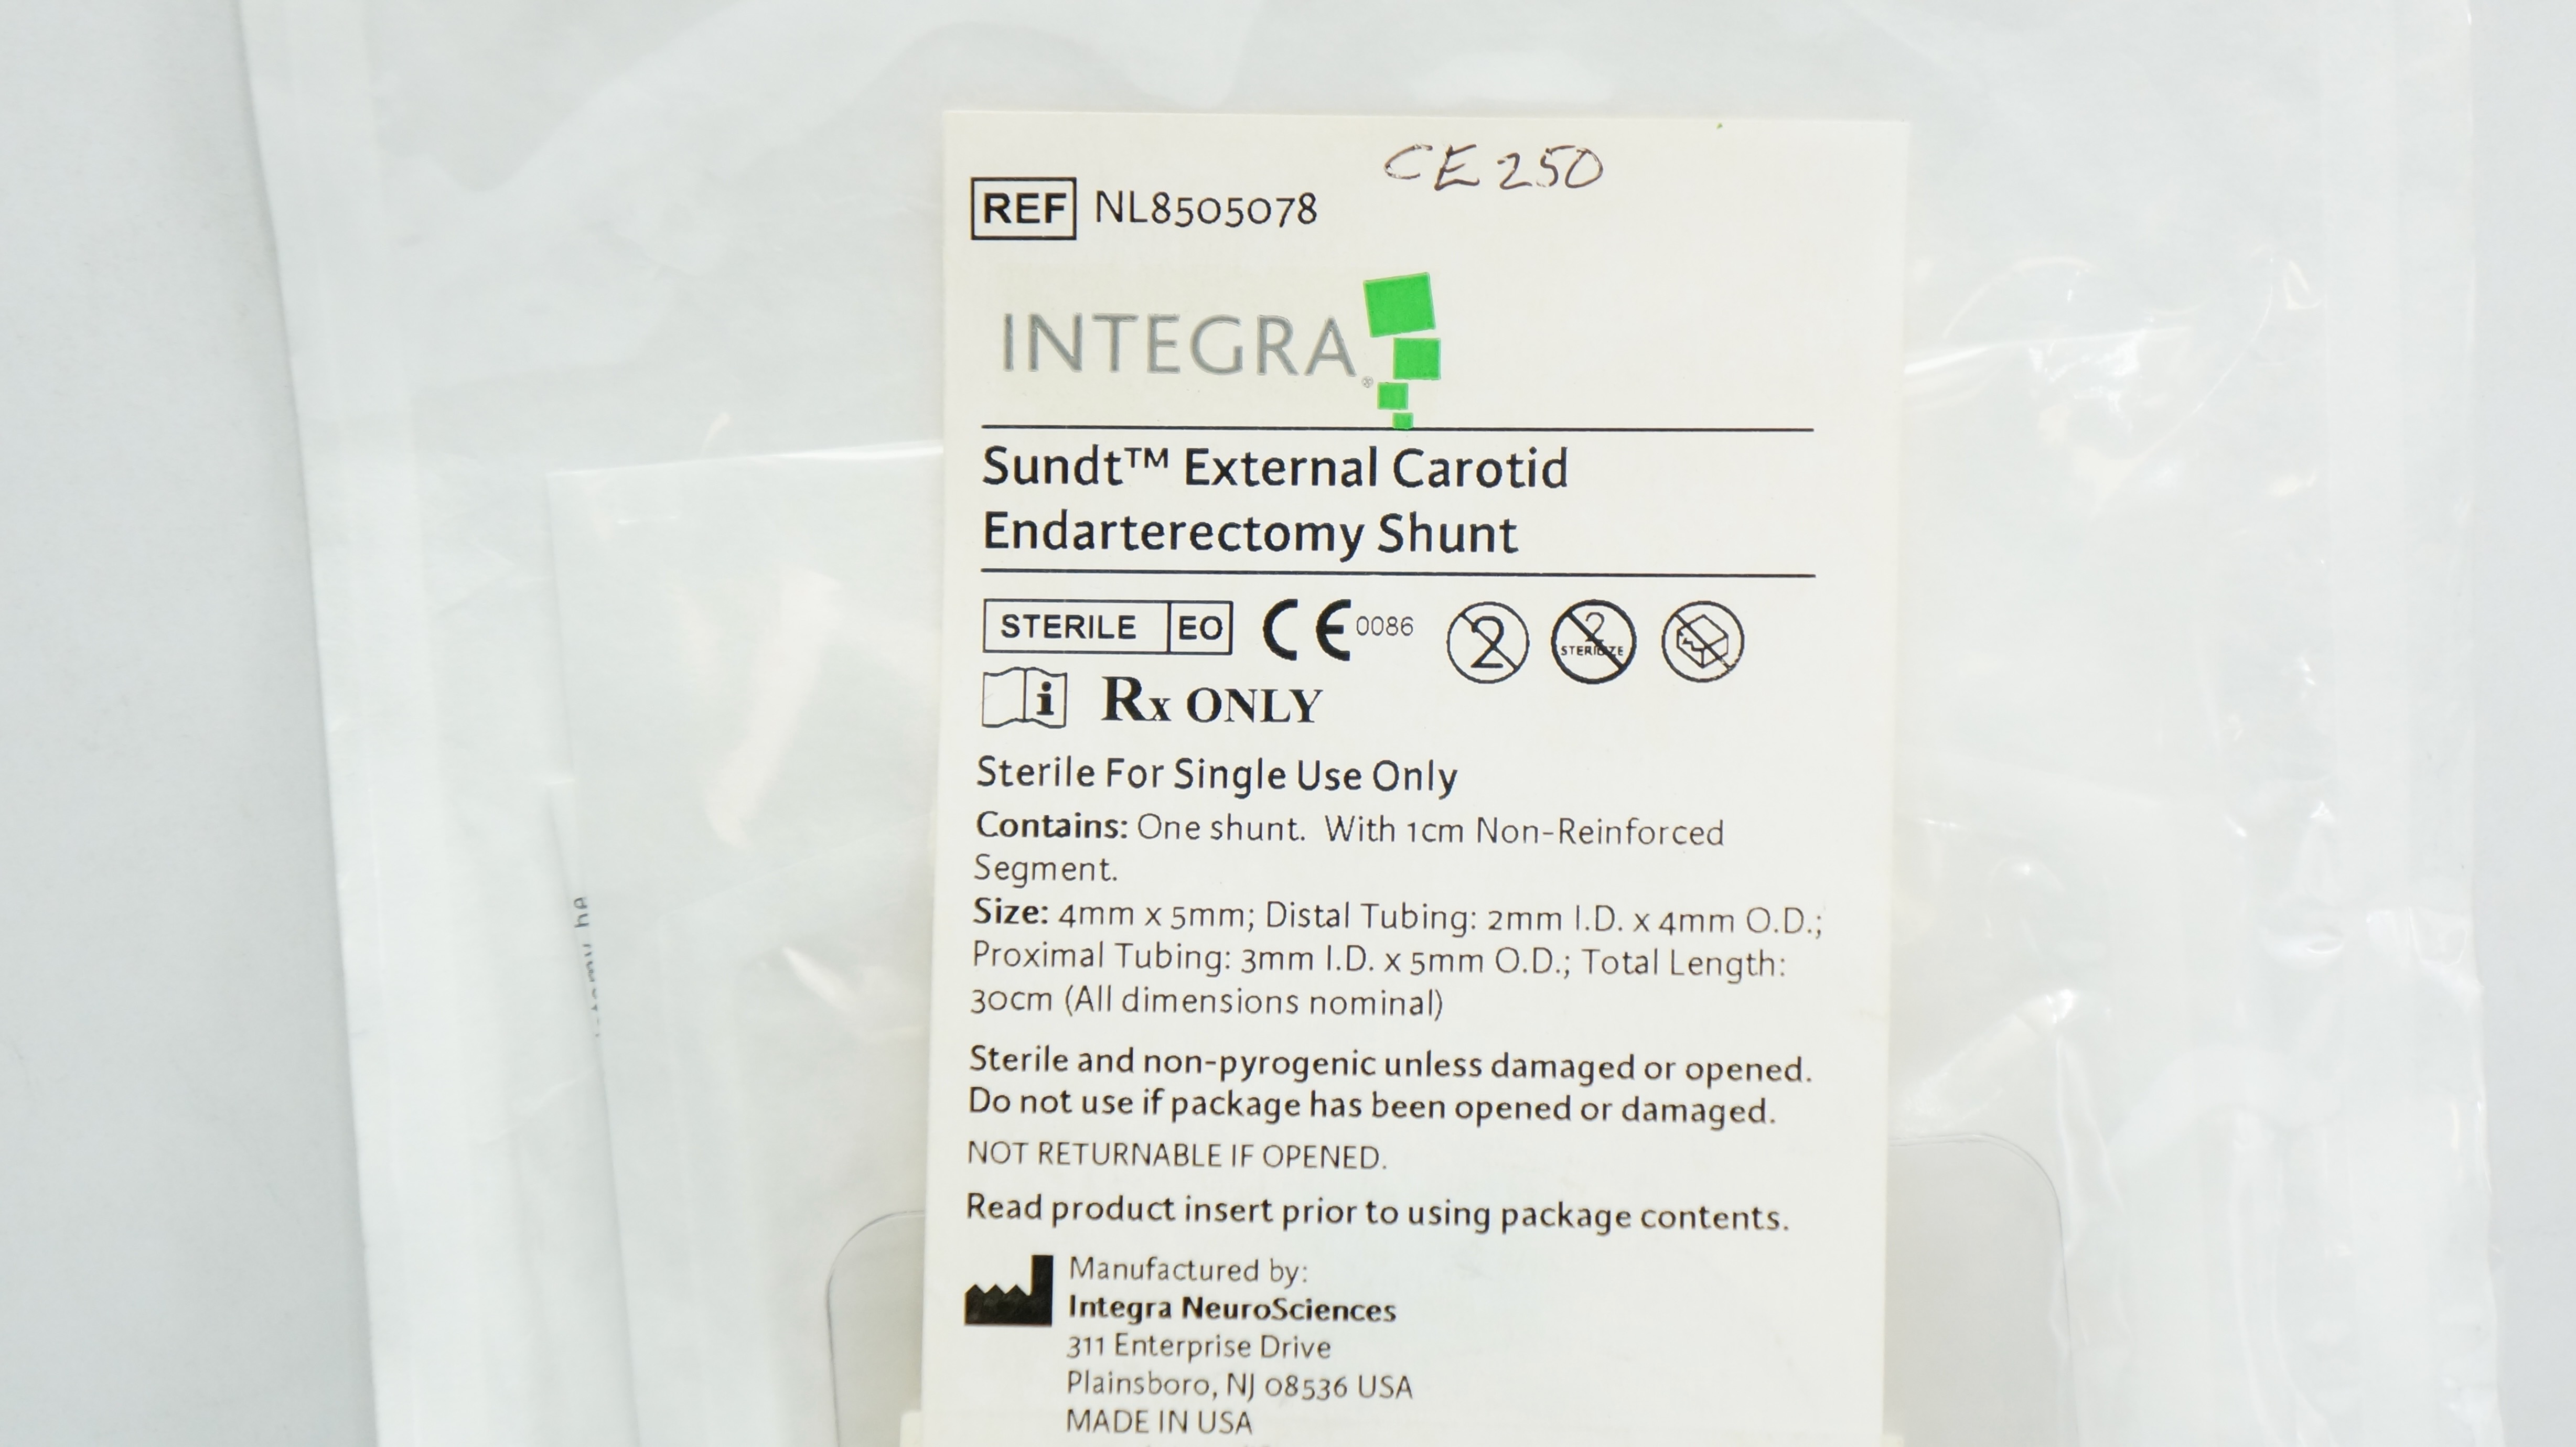 CE 250
REF NL8505078
INTEGRA®
Sundt™ External Carotid
Endarterectomy Shunt
STERILE EO CE 0086 2 2 STERILIZE
i Rx ONLY
Sterile For Single Use Only
Contains: One shunt. With 1cm Non-Reinforced
Segment.
Size: 4mm x 5mm; Distal Tubing: 2mm I.D. x 4mm O.D.;
Proximal Tubing: 3mm I.D. x 5mm O.D.; Total Length:
30cm (All dimensions nominal)
Sterile and non-pyrogenic unless damaged or opened.
Do not use if package has been opened or damaged.
NOT RETURNABLE IF OPENED.
Read product insert prior to using package contents.
Manufactured by:
Integra NeuroSciences
311 Enterprise Drive
Plainsboro, NJ 08536 USA
MADE IN USA